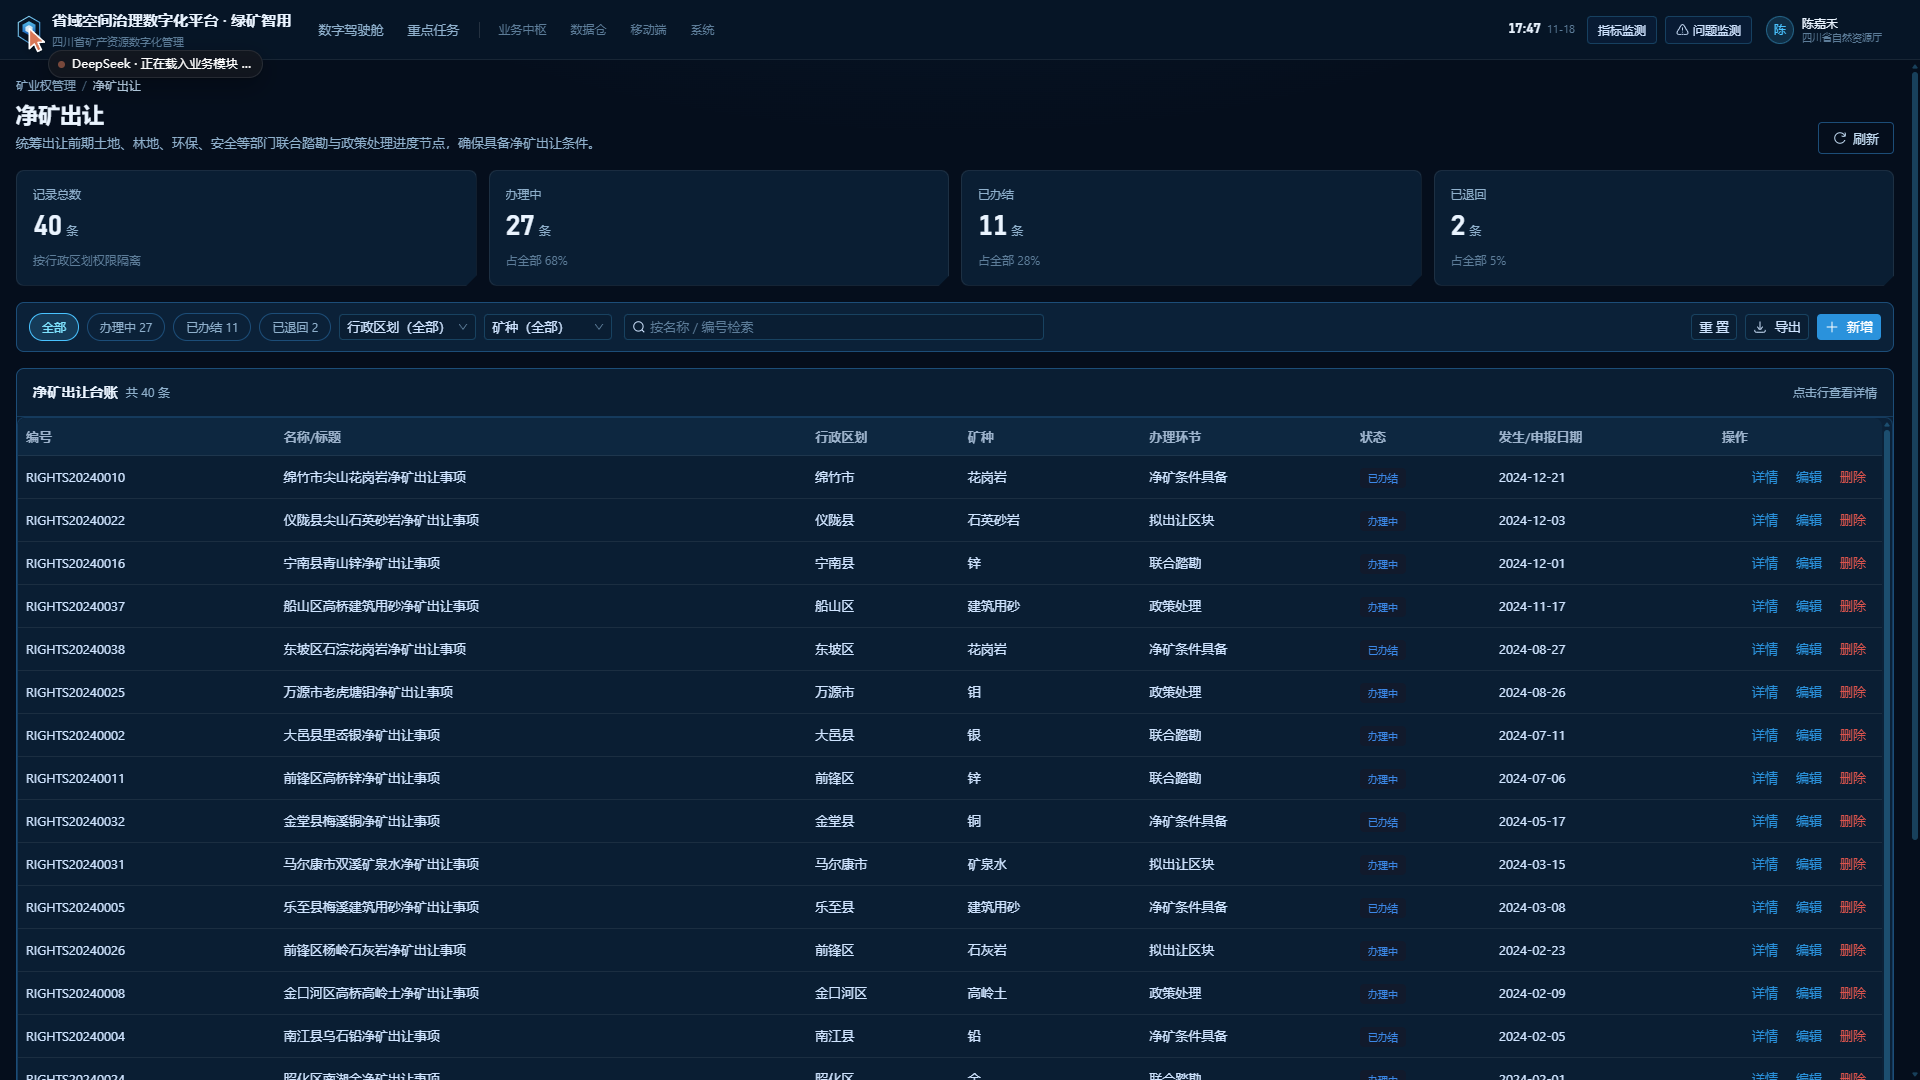 省域空间治理数字化平台 · 绿矿智用
四川省矿产资源数字化管理
数字驾驶舱 重点任务 业务中枢 数据仓 移动端 系统
17:47 11-18 指标监测 问题监测 陈 陈嘉禾
四川省自然资源厅
DeepSeek · 正在载入业务模块 ...
矿业权管理 / 净矿出让
净矿出让
统筹出让前期土地、林地、环保、安全等部门联合踏勘与政策处理进度节点，确保具备净矿出让条件。
刷新
记录总数
40 条
按行政区划权限隔离
办理中
27 条
占全部 68%
已办结
11 条
占全部 28%
已退回
2 条
占全部 5%
全部 办理中 27 已办结 11 已退回 2 行政区划（全部） 矿种（全部） 按名称 / 编号检索 重置 导出 新增
净矿出让台账 共 40 条 点击行查看详情
编号 名称/标题 行政区划 矿种 办理环节 状态 发生/申报日期 操作
RIGHTS20240010 绵竹市尖山花岗岩净矿出让事项 绵竹市 花岗岩 净矿条件具备 已办结 2024-12-21 详情 编辑 删除
RIGHTS20240022 仪陇县尖山石英砂岩净矿出让事项 仪陇县 石英砂岩 拟出让区块 办理中 2024-12-03 详情 编辑 删除
RIGHTS20240016 宁南县青山锌净矿出让事项 宁南县 锌 联合踏勘 办理中 2024-12-01 详情 编辑 删除
RIGHTS20240037 船山区高桥建筑用砂净矿出让事项 船山区 建筑用砂 政策处理 办理中 2024-11-17 详情 编辑 删除
RIGHTS20240038 东坡区石淙花岗岩净矿出让事项 东坡区 花岗岩 净矿条件具备 已办结 2024-08-27 详情 编辑 删除
RIGHTS20240025 万源市老虎塘钼净矿出让事项 万源市 钼 政策处理 办理中 2024-08-26 详情 编辑 删除
RIGHTS20240002 大邑县里岙银净矿出让事项 大邑县 银 联合踏勘 办理中 2024-07-11 详情 编辑 删除
RIGHTS20240011 前锋区高桥锌净矿出让事项 前锋区 锌 联合踏勘 办理中 2024-07-06 详情 编辑 删除
RIGHTS20240032 金堂县梅溪铜净矿出让事项 金堂县 铜 净矿条件具备 已办结 2024-05-17 详情 编辑 删除
RIGHTS20240031 马尔康市双溪矿泉水净矿出让事项 马尔康市 矿泉水 拟出让区块 办理中 2024-03-15 详情 编辑 删除
RIGHTS20240005 乐至县梅溪建筑用砂净矿出让事项 乐至县 建筑用砂 净矿条件具备 已办结 2024-03-08 详情 编辑 删除
RIGHTS20240026 前锋区杨岭石灰岩净矿出让事项 前锋区 石灰岩 拟出让区块 办理中 2024-02-23 详情 编辑 删除
RIGHTS20240008 金口河区高桥高岭土净矿出让事项 金口河区 高岭土 政策处理 办理中 2024-02-09 详情 编辑 删除
RIGHTS20240004 南江县乌石铅净矿出让事项 南江县 铅 净矿条件具备 已办结 2024-02-05 详情 编辑 删除
RIGHTS20240024 昭化区南湖金净矿出让事项 昭化区 金 联合踏勘 办理中 2024-02-01 详情 编辑 删除